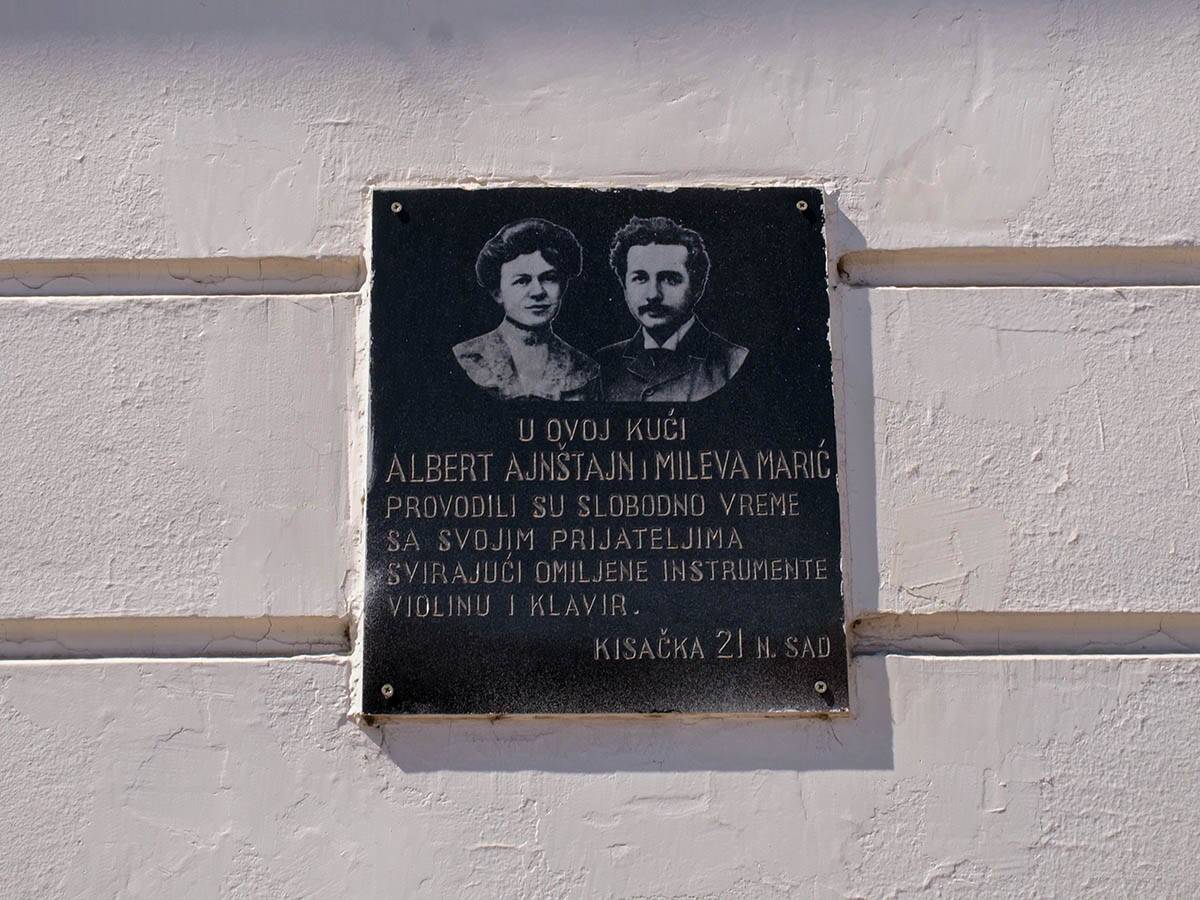 U OVOJ KUĆI
ALBERT AJNŠTAJN i MILEVA MARIĆ
PROVODILI SU SLOBODNO VREME
SA SVOJIM PRIJATELJIMA
SVIRAJUĆI OMILJENE INSTRUMENTE
VIOLINU I KLAVIR.
KISAČKA 21 N. SAD